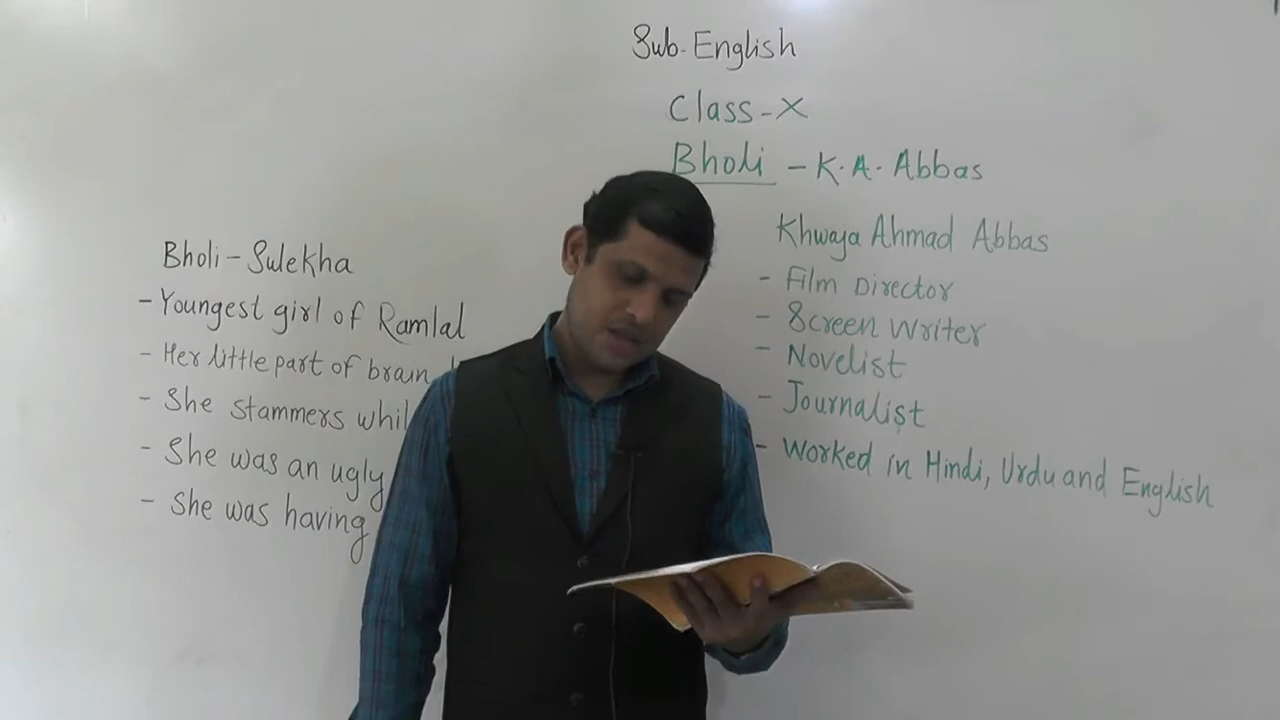 Sub-English
Class-X
Bholi - K.A. Abbas
Khwaja Ahmad Abbas
- Film Director
- Screen Writer
- Novelist
- Journalist
- Worked in Hindi, Urdu and English
Bholi - Sulekha
- Youngest girl of Ramlal
- Her little part of brain
- She stammers
- She was an ugly
- She was having